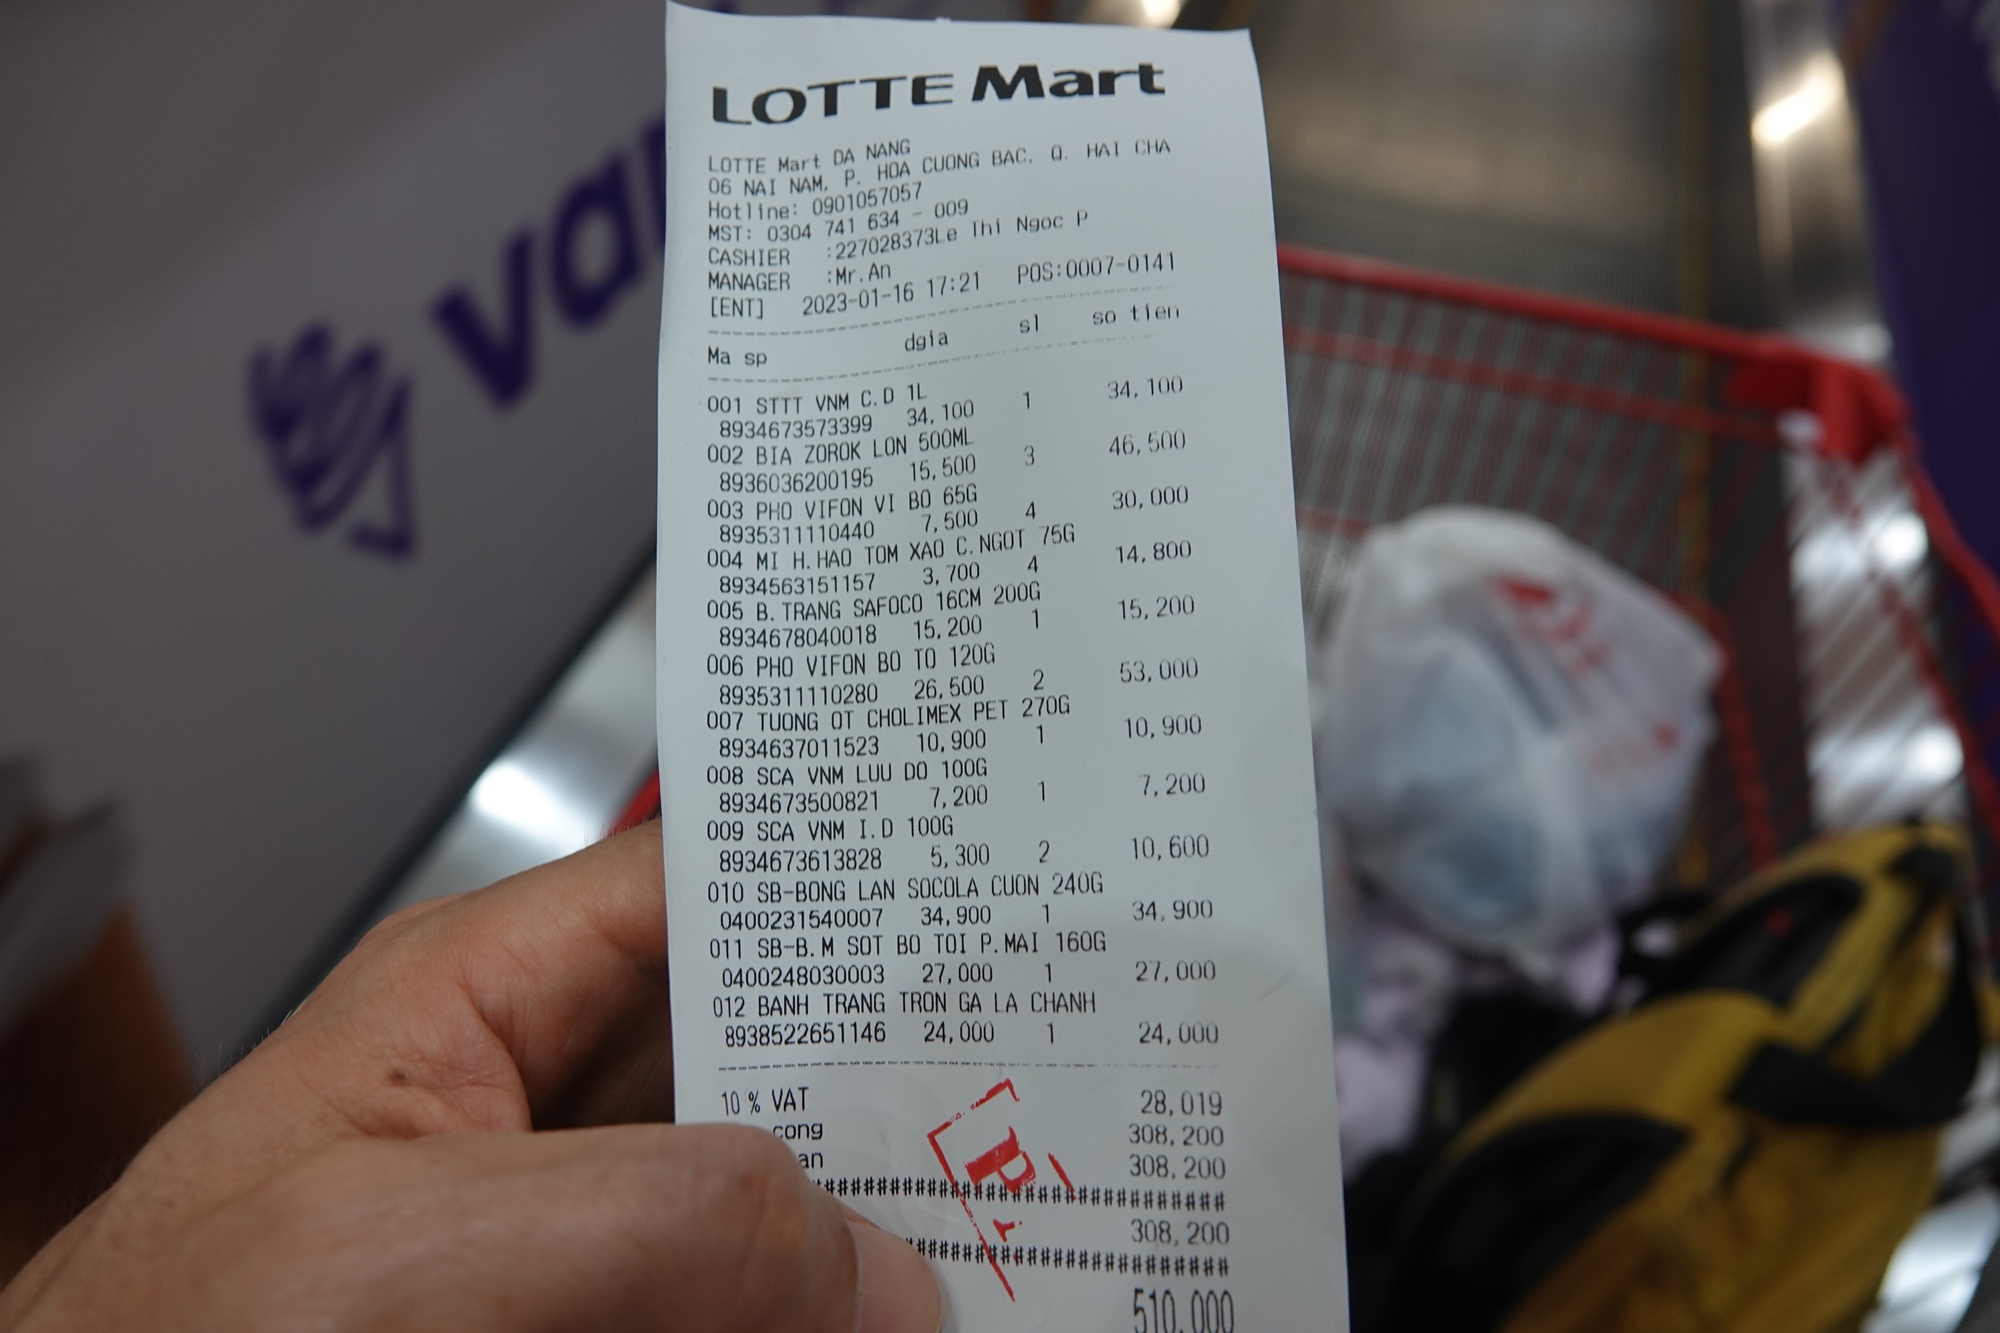 LOTTE Mart
LOTTE Mart DA NANG
06 NAI NAM, P. HOA CUONG BAC, Q. HAI CHA
Hotline: 0901057057
MST: 0304 741 634 - 009
CASHIER :227028373Le Thi Ngoc P
MANAGER :Mr.An
[ENT] 2023-01-16 17:21 POS:0007-0141
Ma sp dgia sl so tien
001 STTT VNM C.D 1L
8934673573399 34,100 1 34,100
002 BIA ZOROK LON 500ML
8936036200195 15,500 3 46,500
003 PHO VIFON VI BO 65G
8935311110440 7,500 4 30,000
004 MI H.HAO TOM XAO C.NGOT 75G
8934563151157 3,700 4 14,800
005 B.TRANG SAFOCO 16CM 200G
8934678040018 15,200 1 15,200
006 PHO VIFON BO TO 120G
8935311110280 26,500 2 53,000
007 TUONG OT CHOLIMEX PET 270G
8934637011523 10,900 1 10,900
008 SCA VNM LUU DO 100G
8934673500821 7,200 1 7,200
009 SCA VNM I.D 100G
8934673613828 5,300 2 10,600
010 SB-BONG LAN SOCOLA CUON 240G
0400231540007 34,900 1 34,900
011 SB-B.M SOT BO TOI P.MAI 160G
0400248030003 27,000 1 27,000
012 BANH TRANG TRON GA LA CHANH
8938522651146 24,000 1 24,000
10 % VAT 28,019
cong 308,200
an 308,200
########################
308,200
###################
510,000